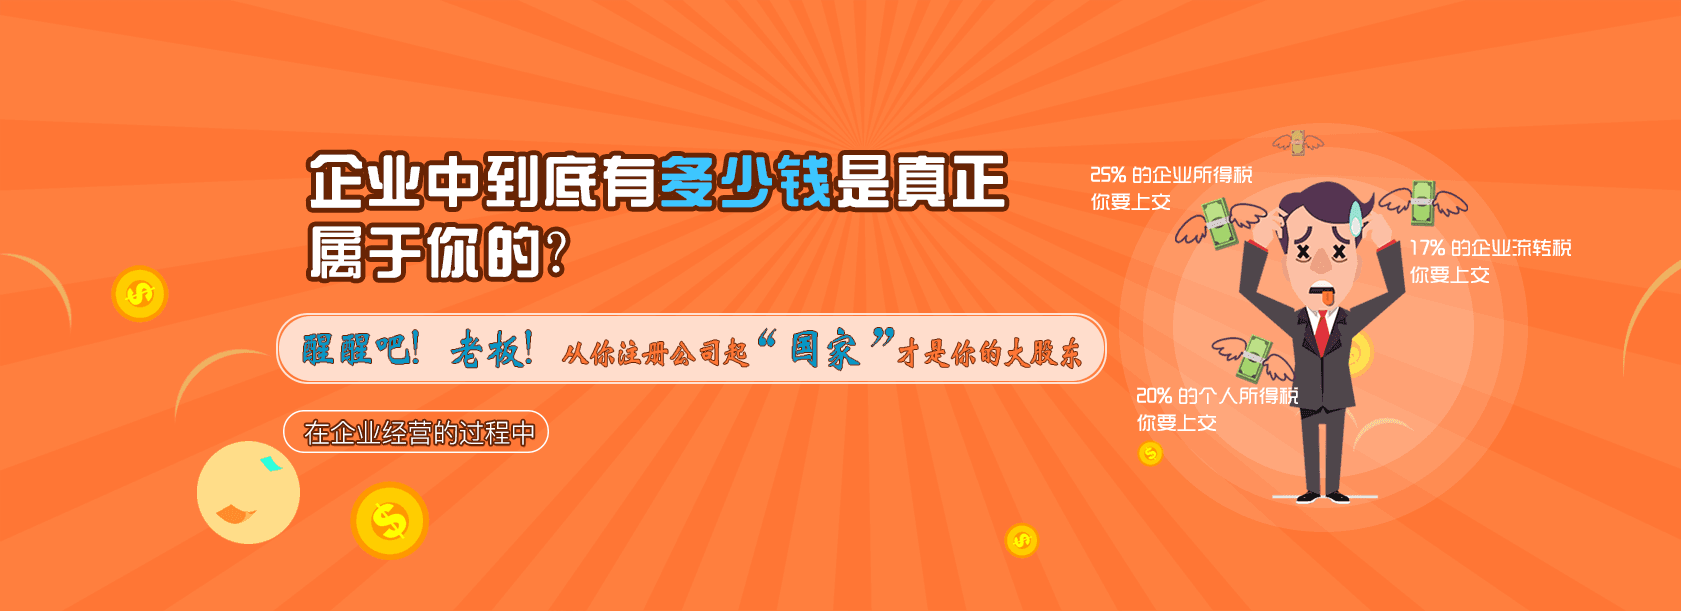 企业中到底有多少钱是真正
属于你的?
醒醒吧! 老板! 从你注册公司起“国家”才是你的大股东
在企业经营的过程中
25% 的企业所得税
你要上交
17% 的企业流转税
你要上交
20% 的个人所得税
你要上交